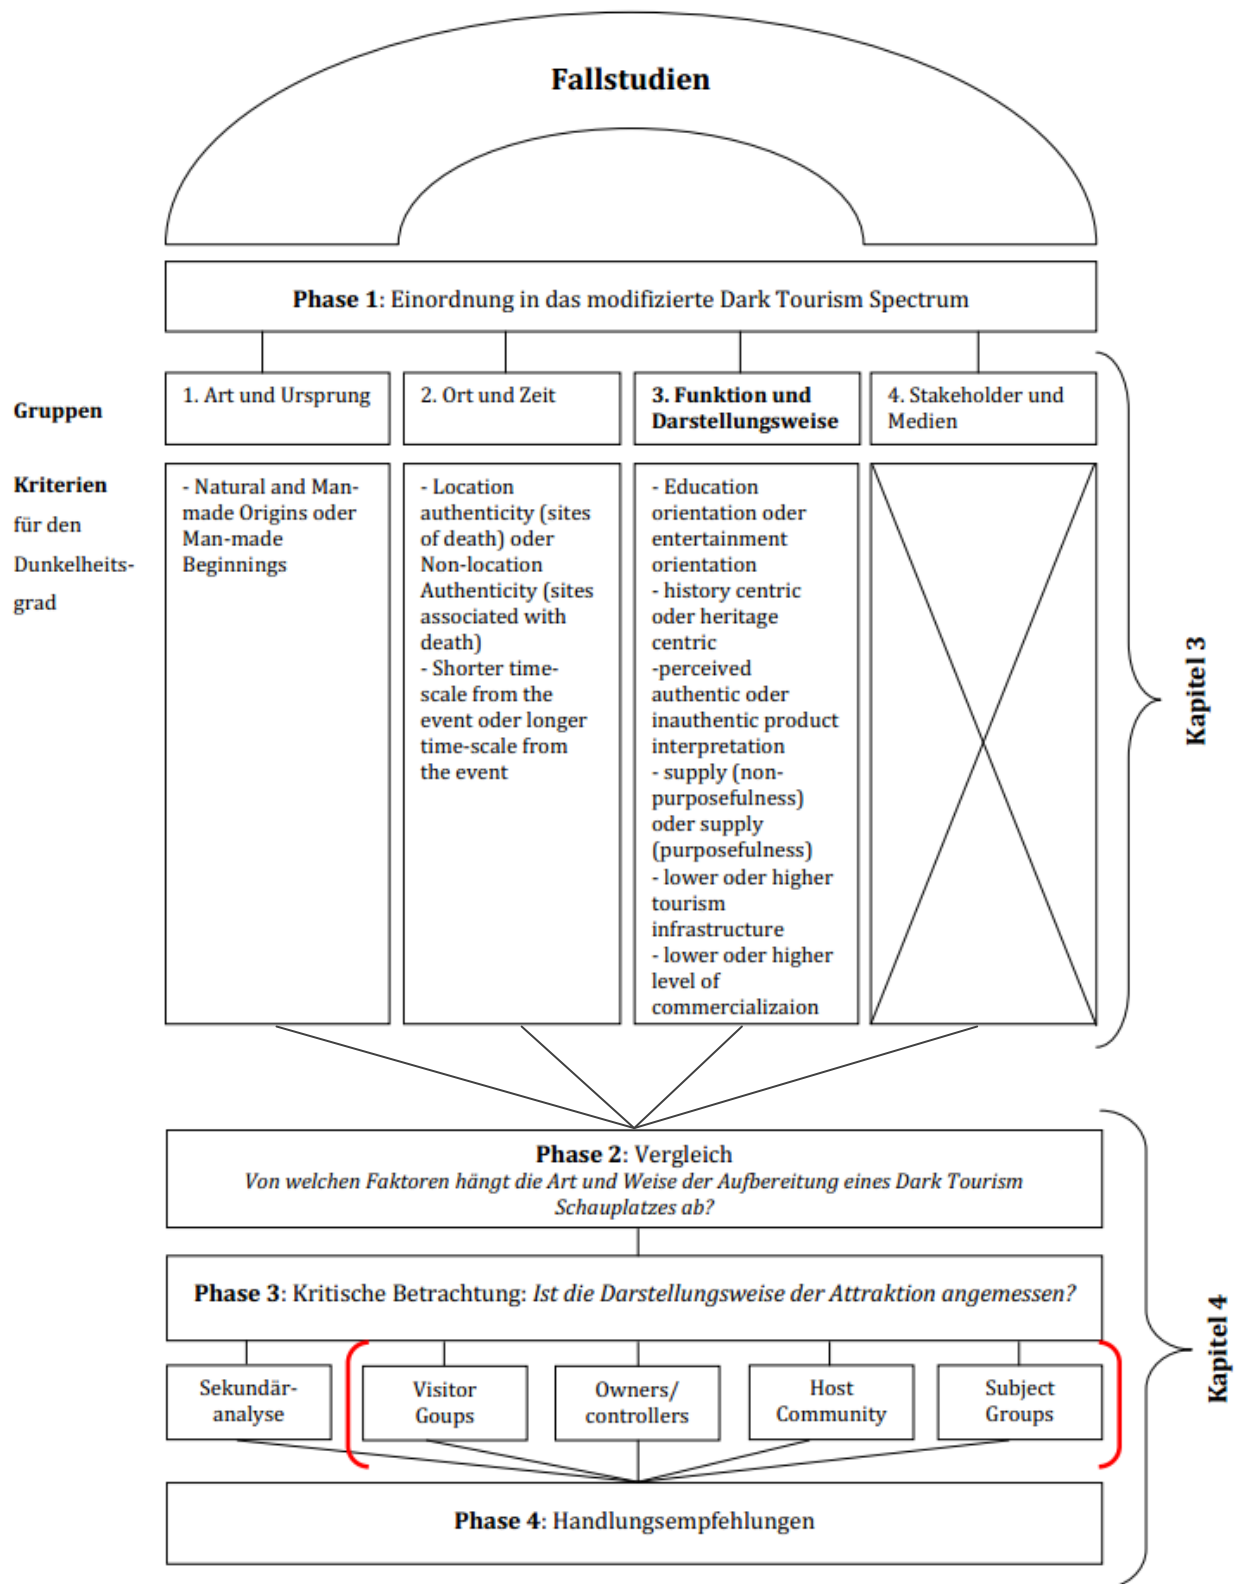 Fallstudien
Phase 1: Einordnung in das modifizierte Dark Tourism Spectrum
Gruppen
1. Art und Ursprung
2. Ort und Zeit
3. Funktion und
Darstellungsweise
4. Stakeholder und
Medien
Kriterien
für den
Dunkelheits-
grad
- Natural and Man-
made Origins oder
Man-made
Beginnings
- Location
authenticity (sites
of death) oder
Non-location
Authenticity (sites
associated with
death)
- Shorter time-
scale from the
event oder longer
time-scale from
the event
- Education
orientation oder
entertainment
orientation
- history centric
oder heritage
centric
-perceived
authentic oder
inauthentic product
interpretation
- supply (non-
purposefulness)
oder supply
(purposefulness)
- lower oder higher
tourism
infrastructure
- lower oder higher
level of
commercializaion
Kapitel 3
Phase 2: Vergleich
Von welchen Faktoren hängt die Art und Weise der Aufbereitung eines Dark Tourism
Schauplatzes ab?
Phase 3: Kritische Betrachtung: Ist die Darstellungsweise der Attraktion angemessen?
Sekundär-
analyse
Visitor
Goups
Owners/
controllers
Host
Community
Subject
Groups
Kapitel 4
Phase 4: Handlungsempfehlungen